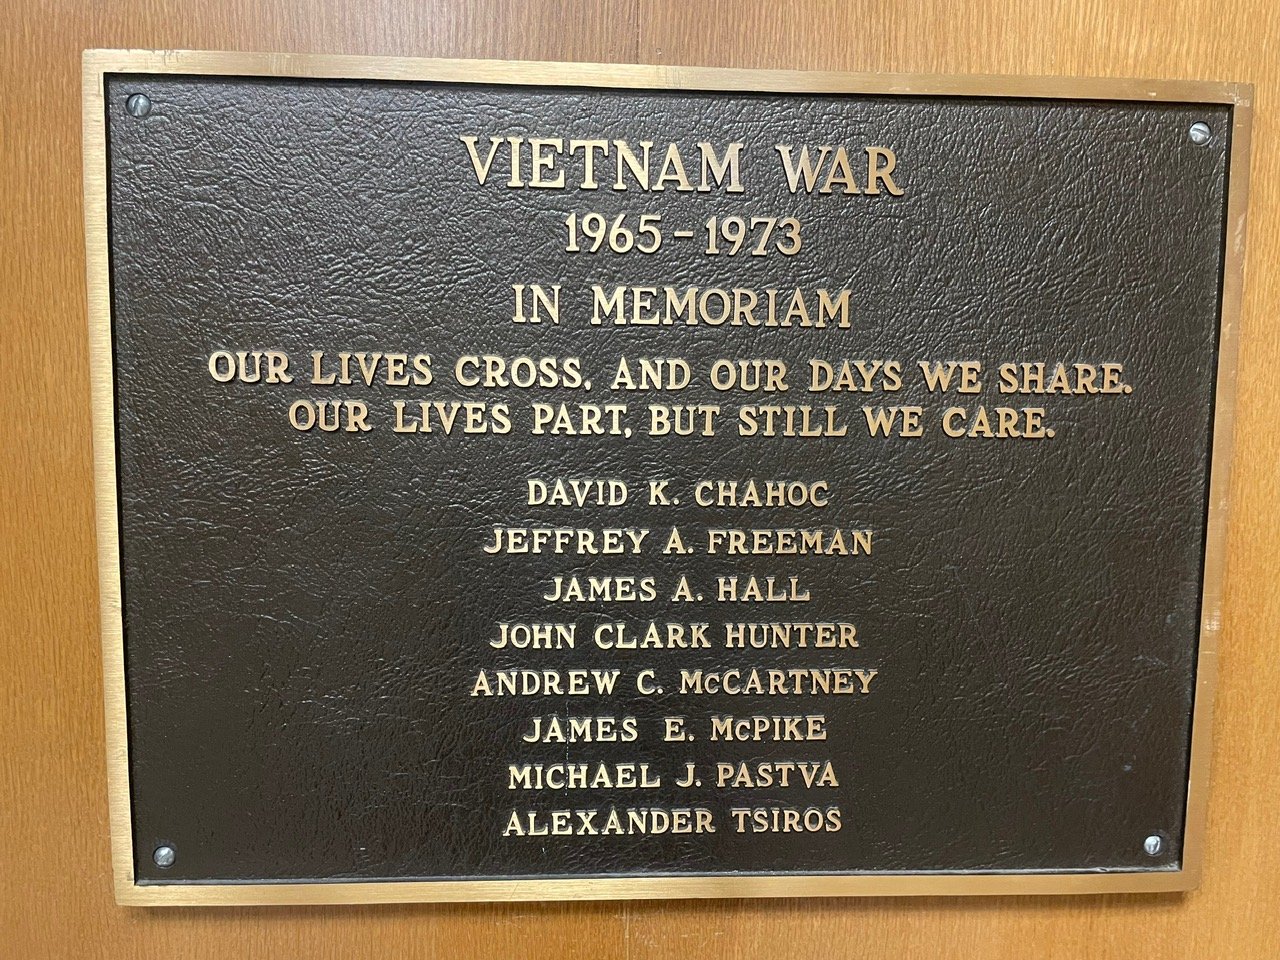 VIETNAM WAR
1965-1973
IN MEMORIAM
OUR LIVES CROSS, AND OUR DAYS WE SHARE.
OUR LIVES PART, BUT STILL WE CARE.
DAVID K. CHAHOC
JEFFREY A. FREEMAN
JAMES A. HALL
JOHN CLARK HUNTER
ANDREW C. McCARTNEY
JAMES E. McPIKE
MICHAEL J. PASTVA
ALEXANDER TSIROS